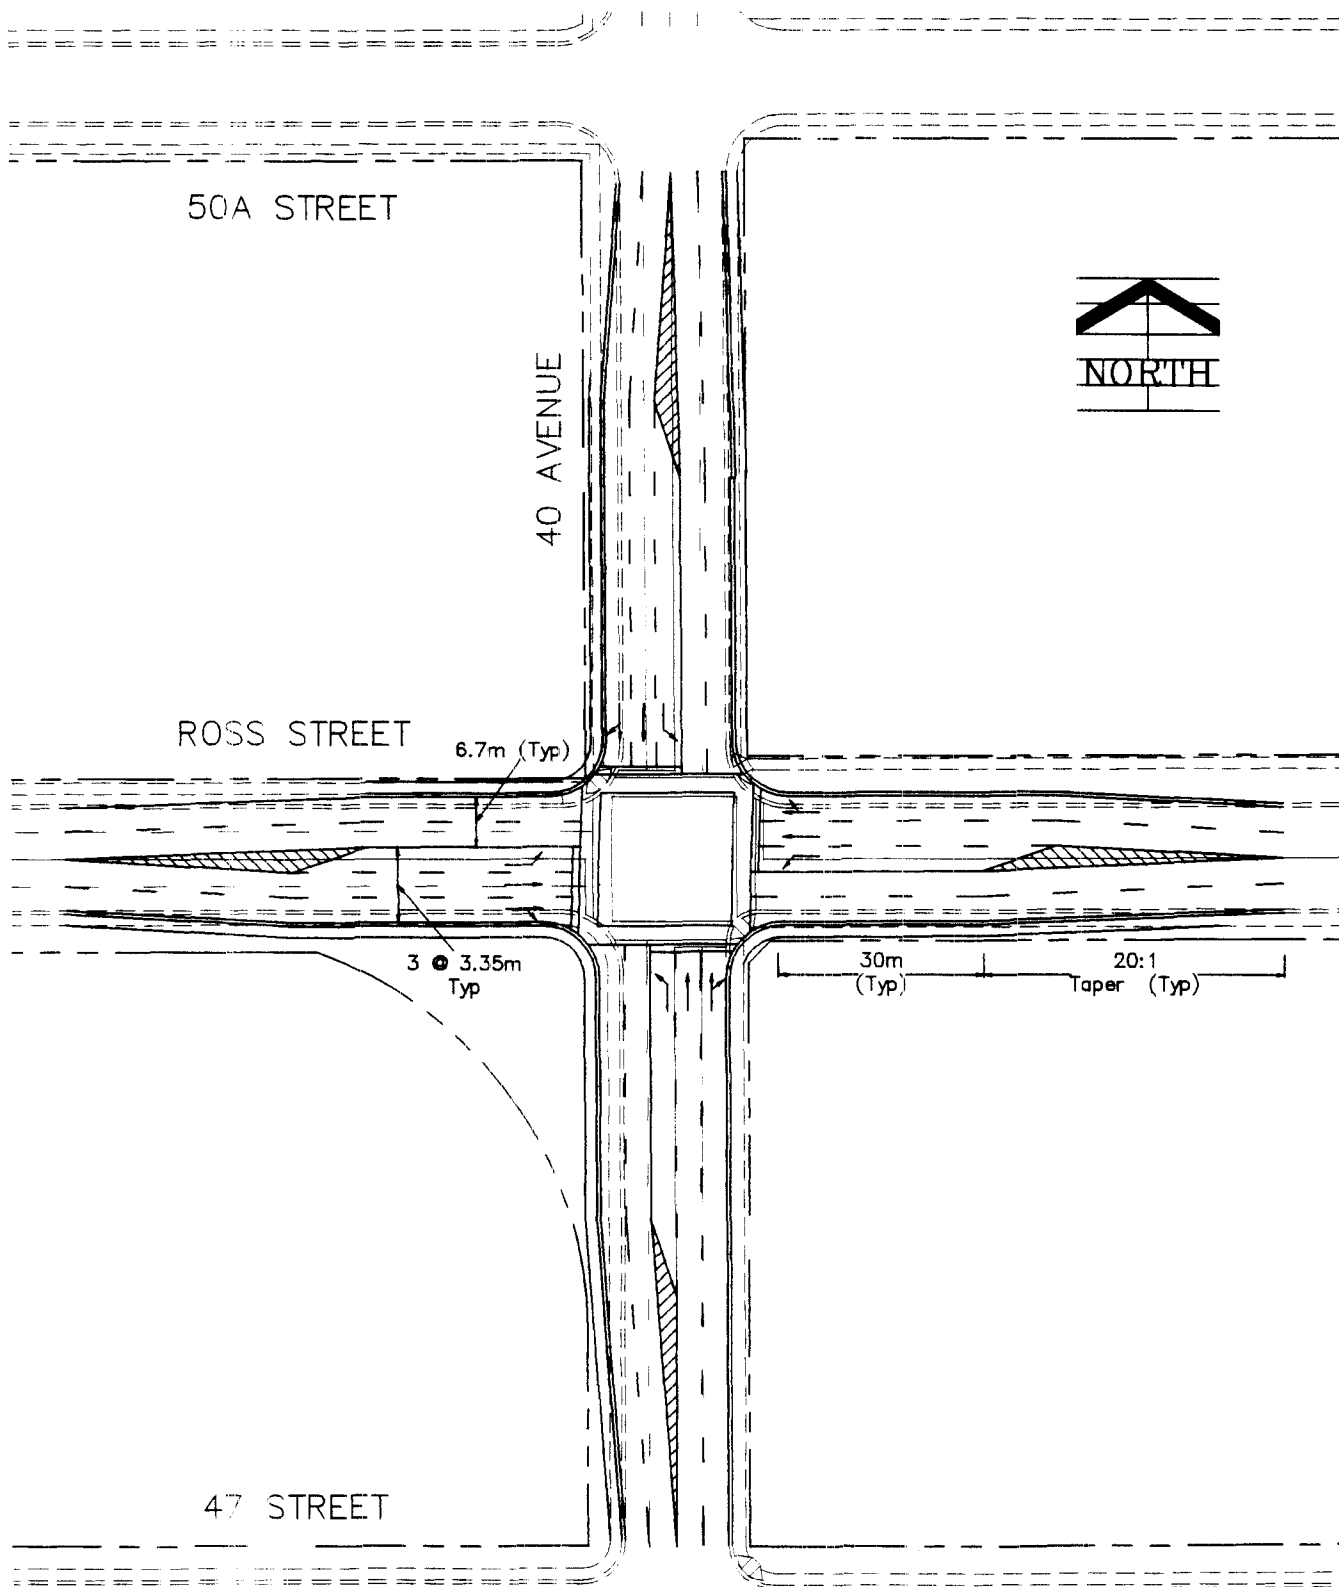 50A STREET
40 AVENUE
NORTH
ROSS STREET
6.7m (Typ)
3 @ 3.35m
Typ
30m
(Typ)
20:1
Taper (Typ)
47 STREET